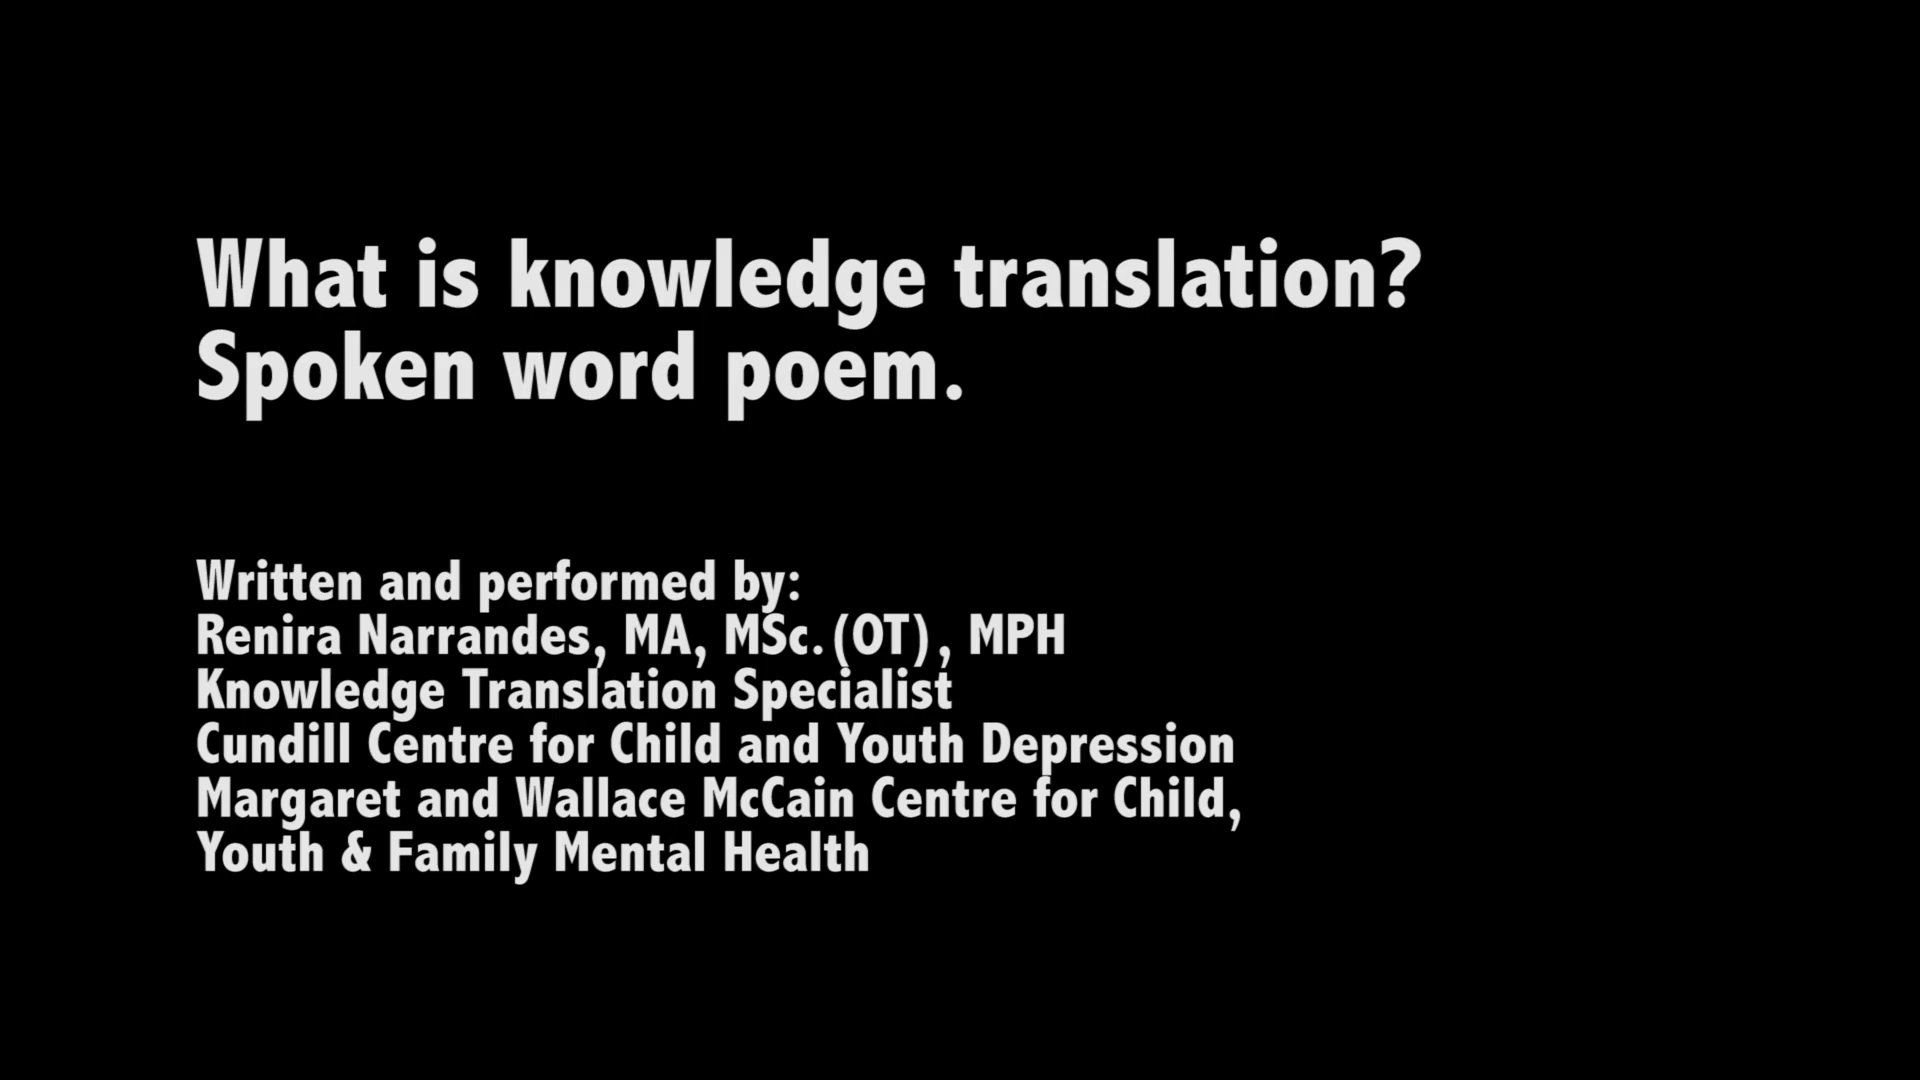 What is knowledge translation?
Spoken word poem.
Written and performed by:
Renira Narrandes, MA, MSc.(OT), MPH
Knowledge Translation Specialist
Cundill Centre for Child and Youth Depression
Margaret and Wallace McCain Centre for Child,
Youth & Family Mental Health